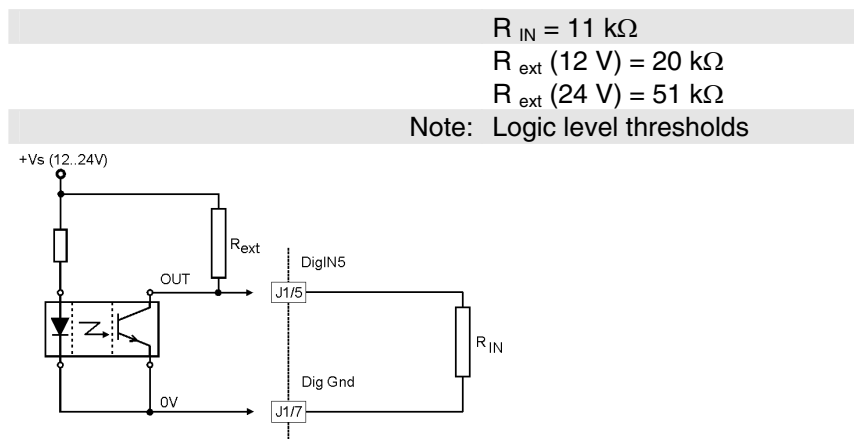 R IN = 11 kΩ
R ext (12 V) = 20 kΩ
R ext (24 V) = 51 kΩ
Note: Logic level thresholds
+Vs (12..24V)
Rext
DigIN5
OUT
J1/5
RIN
Dig Gnd
0V
J1/7